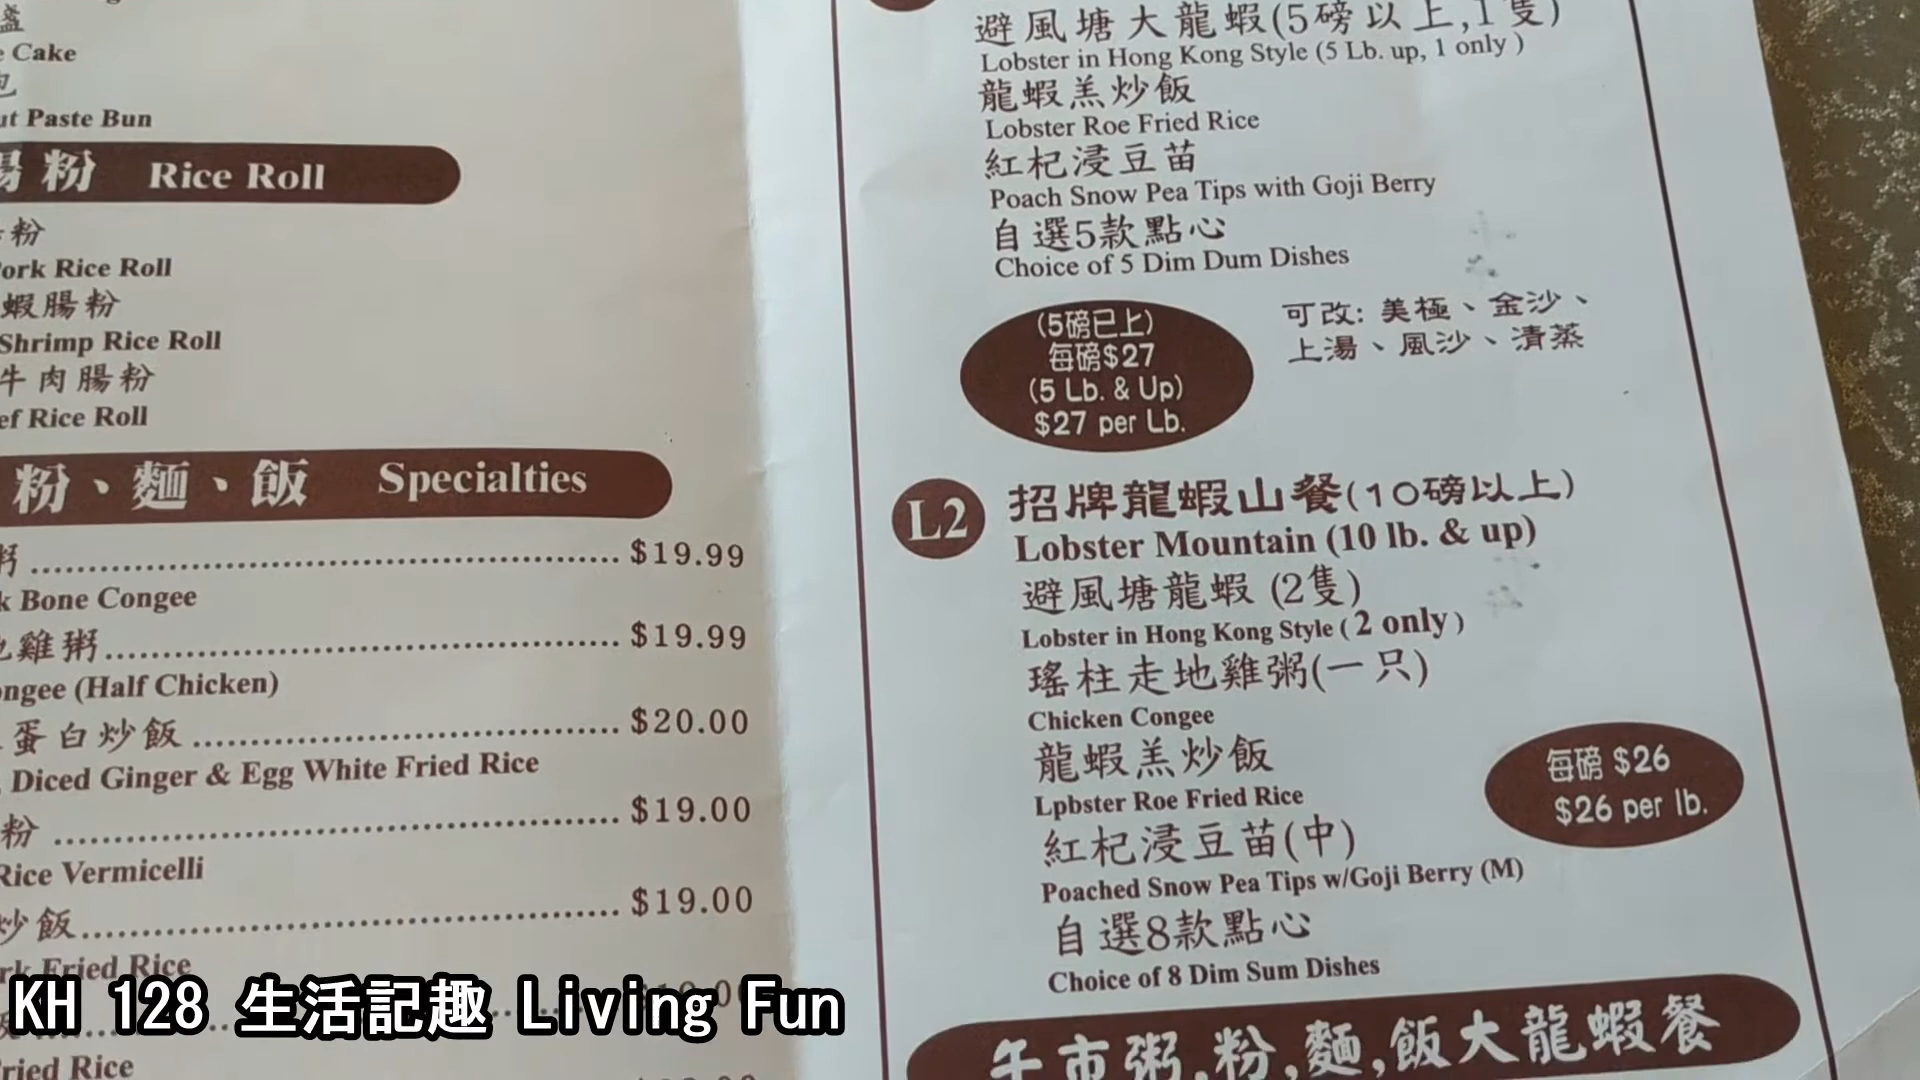 盞
Cake
包
Paste Bun
腸粉 Rice Roll
粉
Pork Rice Roll
蝦腸粉
Shrimp Rice Roll
牛肉腸粉
Rice Roll
粉、麵、飯 Specialties
粥 $19.99
Bone Congee
地雞粥 $19.99
Congee (Half Chicken)
蛋白炒飯 $20.00
Diced Ginger & Egg White Fried Rice
粉 $19.00
Rice Vermicelli
炒飯 $19.00
Fried Rice
Fried Rice
避風塘大龍蝦(5磅以上,1隻)
Lobster in Hong Kong Style (5 Lb. up, 1 only )
龍蝦羔炒飯
Lobster Roe Fried Rice
紅杞浸豆苗
Poach Snow Pea Tips with Goji Berry
自選5款點心
Choice of 5 Dim Dum Dishes
(5磅已上)
每磅$27
(5 Lb. & Up)
$27 per Lb.
可改: 美極、金沙、
上湯、風沙、清蒸
L2 招牌龍蝦山餐(10磅以上)
Lobster Mountain (10 lb. & up)
避風塘龍蝦 (2隻)
Lobster in Hong Kong Style ( 2 only )
瑤柱走地雞粥(一只)
Chicken Congee
龍蝦羔炒飯
Lpbster Roe Fried Rice
每磅 $26
$26 per lb.
紅杞浸豆苗(中)
Poached Snow Pea Tips w/Goji Berry (M)
自選8款點心
Choice of 8 Dim Sum Dishes
午市粥,粉,麵,飯大龍蝦餐
KH 128 生活記趣 Living Fun